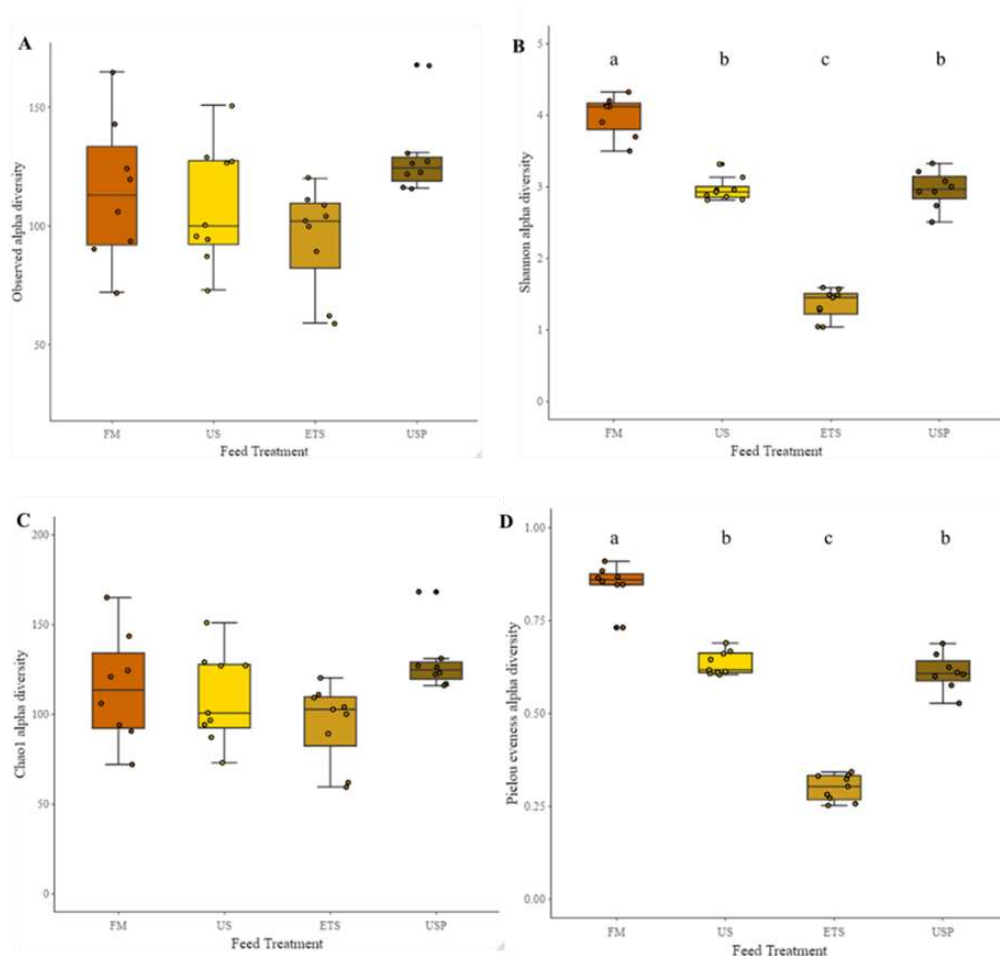 A
Observed alpha diversity
150
100
50
FM US ETS USP
Feed Treatment
B
a b c b
Shannon alpha diversity
5
4
3
2
1
0
FM US ETS USP
Feed Treatment
C
Chao1 alpha diversity
200
150
100
50
0
FM US ETS USP
Feed Treatment
D
a b c b
Pielou eveness alpha diversity
1.00
0.75
0.50
0.25
0.00
FM US ETS USP
Feed Treatment